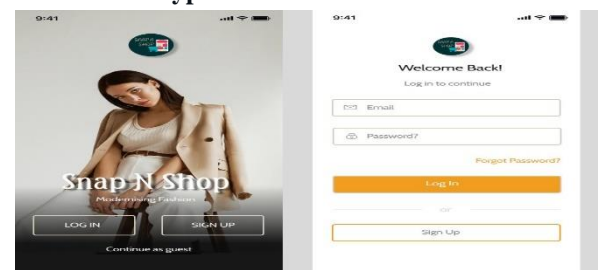 9:41
Snap N Shop
Modernising Fashion
LOG IN
SIGN UP
Continue as guest
9:41
Welcome Back!
Log in to continue
Email
Password?
Forgot Password?
Log In
or
Sign Up